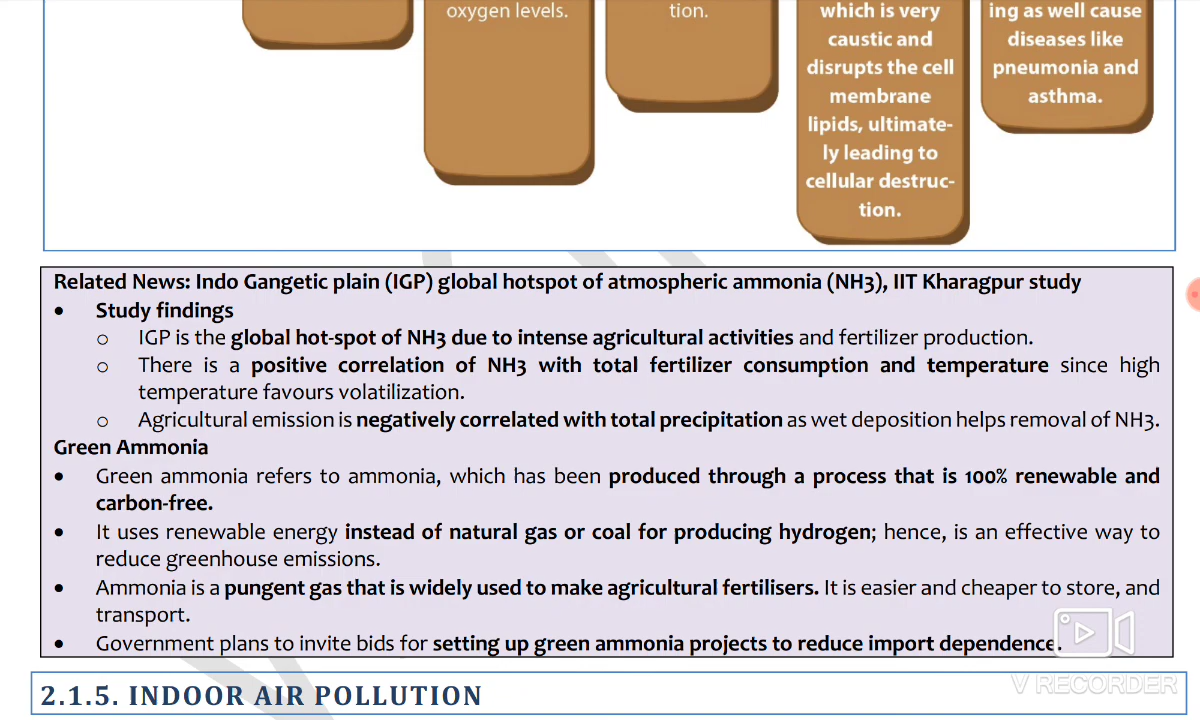 oxygen levels.
tion.
which is very
caustic and
disrupts the cell
membrane
lipids, ultimate-
ly leading to
cellular destruc-
tion.
ing as well cause
diseases like
pneumonia and
asthma.
Related News: Indo Gangetic plain (IGP) global hotspot of atmospheric ammonia (NH3), IIT Kharagpur study
• Study findings
o IGP is the global hot-spot of NH3 due to intense agricultural activities and fertilizer production.
o There is a positive correlation of NH3 with total fertilizer consumption and temperature since high
temperature favours volatilization.
o Agricultural emission is negatively correlated with total precipitation as wet deposition helps removal of NH3.
Green Ammonia
• Green ammonia refers to ammonia, which has been produced through a process that is 100% renewable and
carbon-free.
• It uses renewable energy instead of natural gas or coal for producing hydrogen; hence, is an effective way to
reduce greenhouse emissions.
• Ammonia is a pungent gas that is widely used to make agricultural fertilisers. It is easier and cheaper to store, and
transport.
• Government plans to invite bids for setting up green ammonia projects to reduce import dependence.
2.1.5. INDOOR AIR POLLUTION
V RECORDER